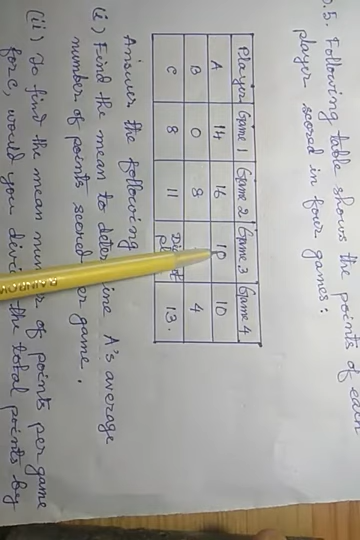 .5. Following table shows the points of each
player scored in four games:
Player Game 1 Game 2 Game 3 Game 4
A 14 16 10 10
B 0 8 4
C 8 11 13.
Answer the following
(i) Find the mean to determine A's average
number of points scored per game.
(ii) To find the mean number of points per game
for C, would you divide the total points by